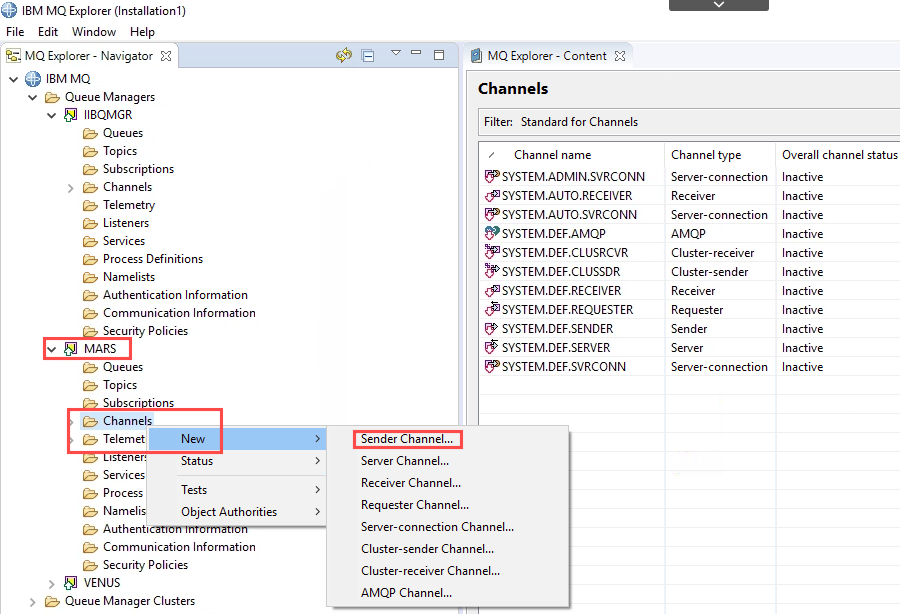 IBM MQ Explorer (Installation1)
File Edit Window Help
MQ Explorer - Navigator
IBM MQ
Queue Managers
IIBQMGR
Queues
Topics
Subscriptions
Channels
Telemetry
Listeners
Services
Process Definitions
Namelists
Authentication Information
Communication Information
Security Policies
MARS
Queues
Topics
Subscriptions
Channels
Telemet
Listeners
Services
Process
Namelis
Authentication Information
Communication Information
Security Policies
VENUS
Queue Manager Clusters
New
Status
Tests
Object Authorities
Sender Channel...
Server Channel...
Receiver Channel...
Requester Channel...
Server-connection Channel...
Cluster-sender Channel...
Cluster-receiver Channel...
AMQP Channel...
MQ Explorer - Content
Channels
Filter: Standard for Channels
Channel name Channel type Overall channel status
SYSTEM.ADMIN.SVRCONN Server-connection Inactive
SYSTEM.AUTO.RECEIVER Receiver Inactive
SYSTEM.AUTO.SVRCONN Server-connection Inactive
SYSTEM.DEF.AMQP AMQP Inactive
SYSTEM.DEF.CLUSRCVR Cluster-receiver Inactive
SYSTEM.DEF.CLUSSDR Cluster-sender Inactive
SYSTEM.DEF.RECEIVER Receiver Inactive
SYSTEM.DEF.REQUESTER Requester Inactive
SYSTEM.DEF.SENDER Sender Inactive
SYSTEM.DEF.SERVER Server Inactive
SYSTEM.DEF.SVRCONN Server-connection Inactive